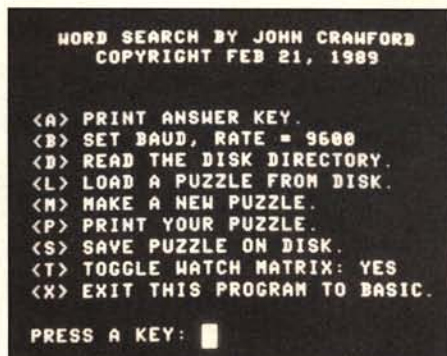 WORD SEARCH BY JOHN CRAWFORD
COPYRIGHT FEB 21, 1989
<A> PRINT ANSWER KEY.
<B> SET BAUD, RATE = 9600
<D> READ THE DISK DIRECTORY.
<L> LOAD A PUZZLE FROM DISK.
<M> MAKE A NEW PUZZLE.
<P> PRINT YOUR PUZZLE.
<S> SAVE PUZZLE ON DISK.
<T> TOGGLE WATCH MATRIX: YES
<X> EXIT THIS PROGRAM TO BASIC.
PRESS A KEY: